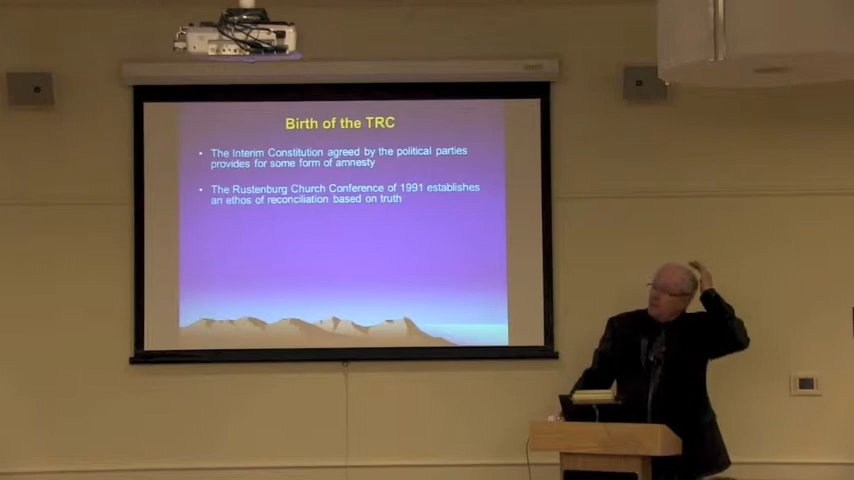 Birth of the TRC
• The Interim Constitution agreed by the political parties
provides for some form of amnesty
• The Rustenburg Church Conference of 1991 establishes
an ethos of reconciliation based on truth